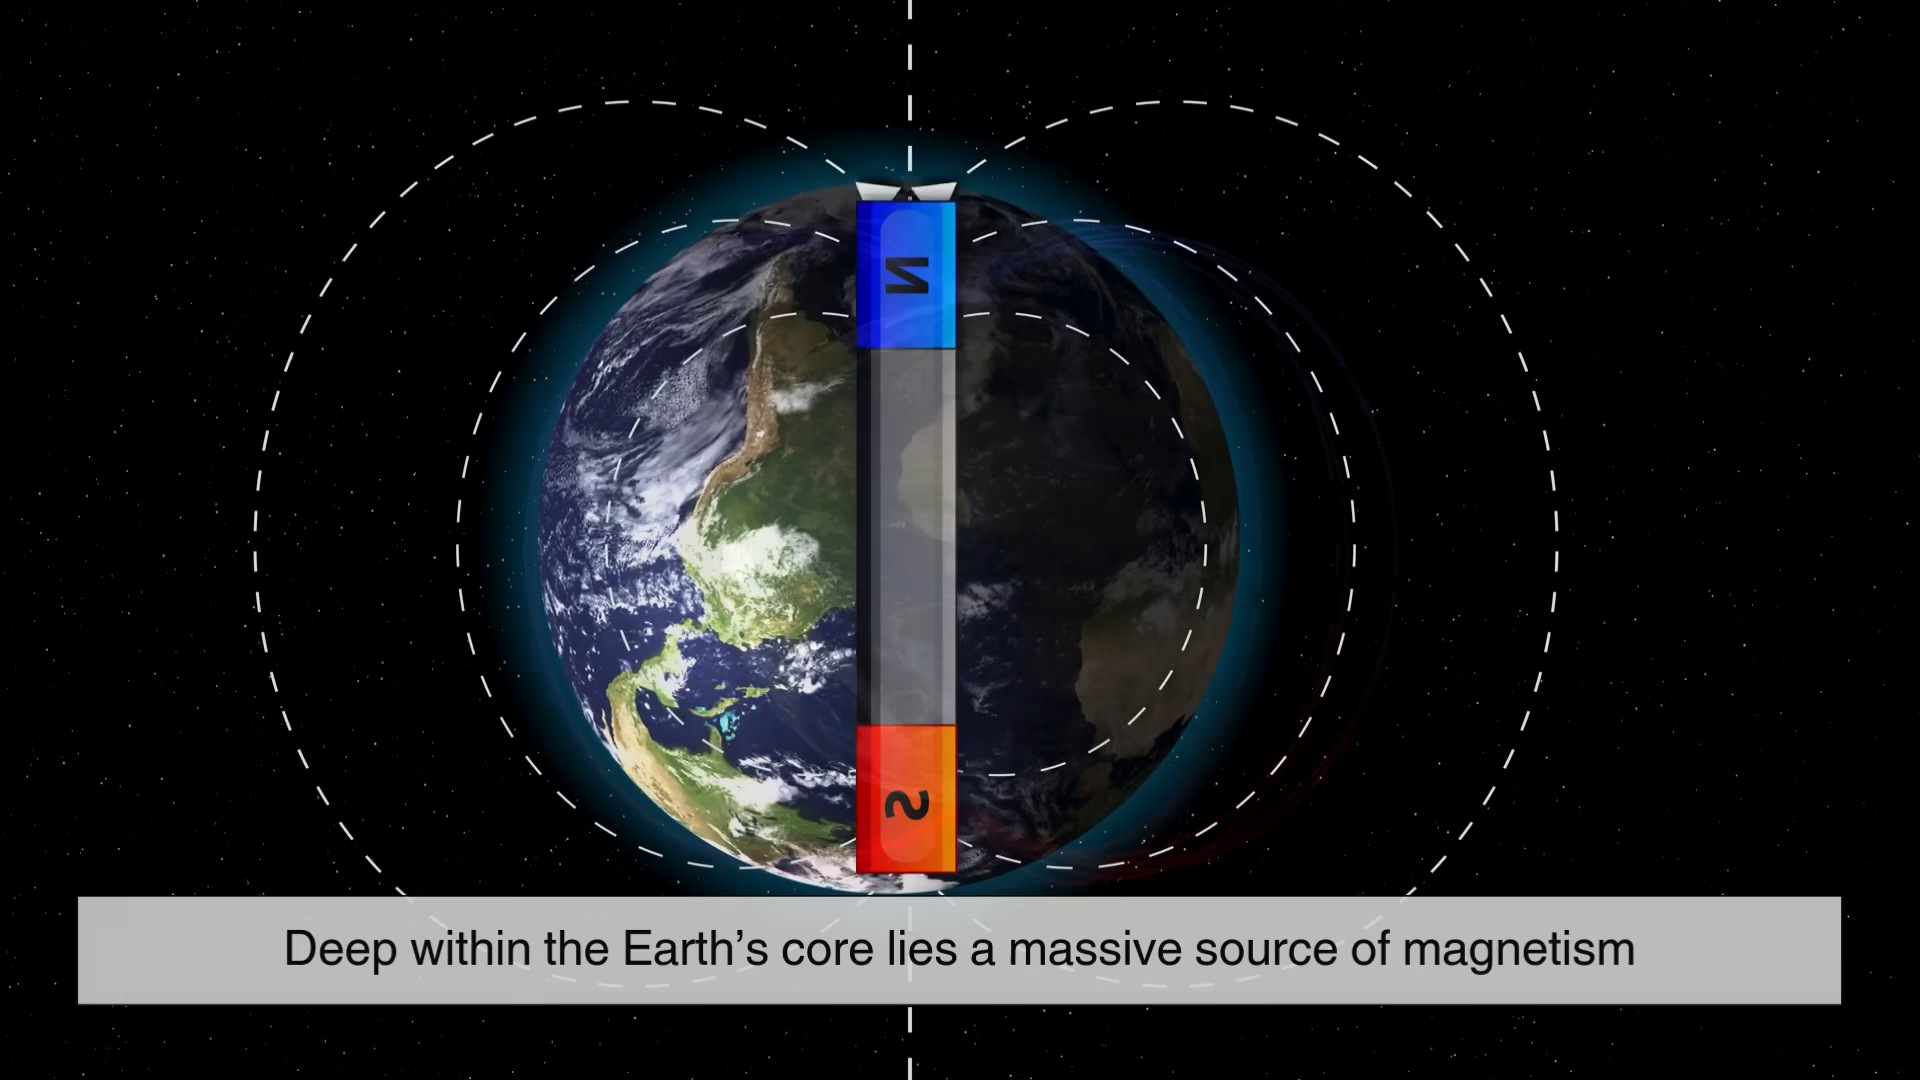 N
S
Deep within the Earth’s core lies a massive source of magnetism